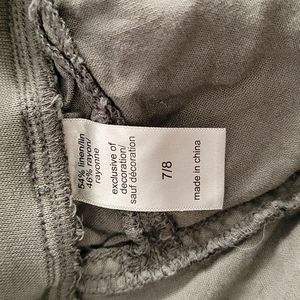 54% linen/lin
46% rayon/
rayonne
exclusive of
decoration/
sauf décoration
7/8
made in china